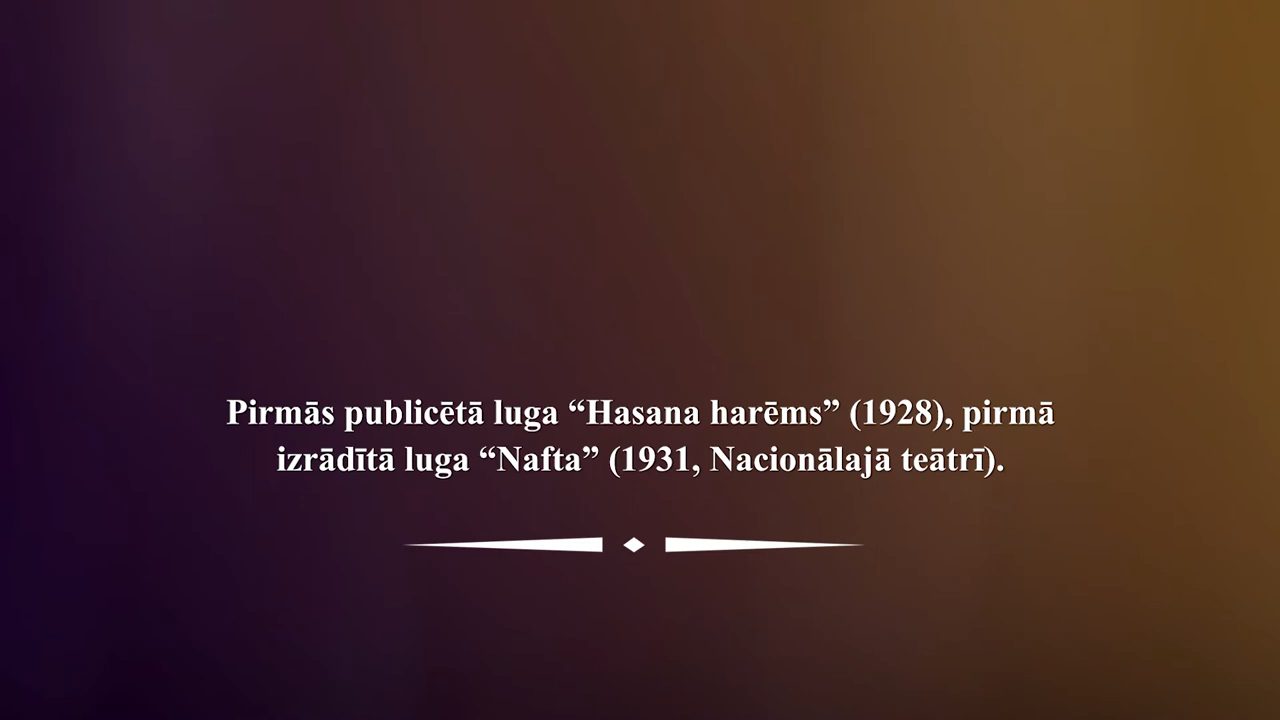 Pirmās publicētā luga “Hasana harēms” (1928), pirmā
izrādītā luga “Nafta” (1931, Nacionālajā teātrī).